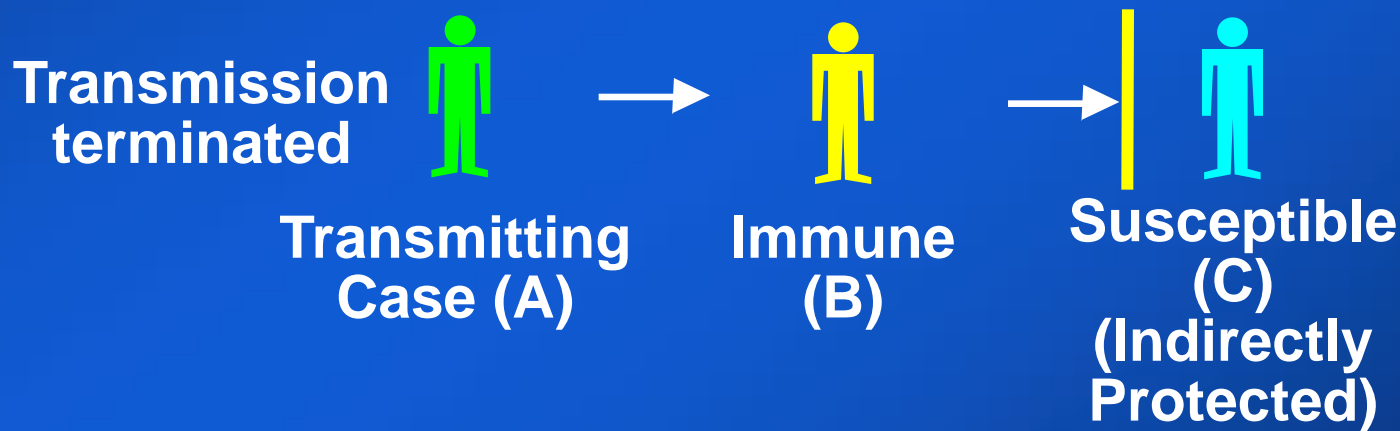 Transmission
terminated
Transmitting
Case (A)
Immune
(B)
Susceptible
(C)
(Indirectly
Protected)